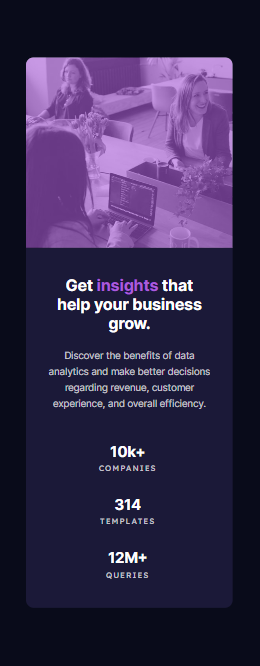 Get insights that
help your business
grow.
Discover the benefits of data
analytics and make better decisions
regarding revenue, customer
experience, and overall efficiency.
10k+
COMPANIES
314
TEMPLATES
12M+
QUERIES